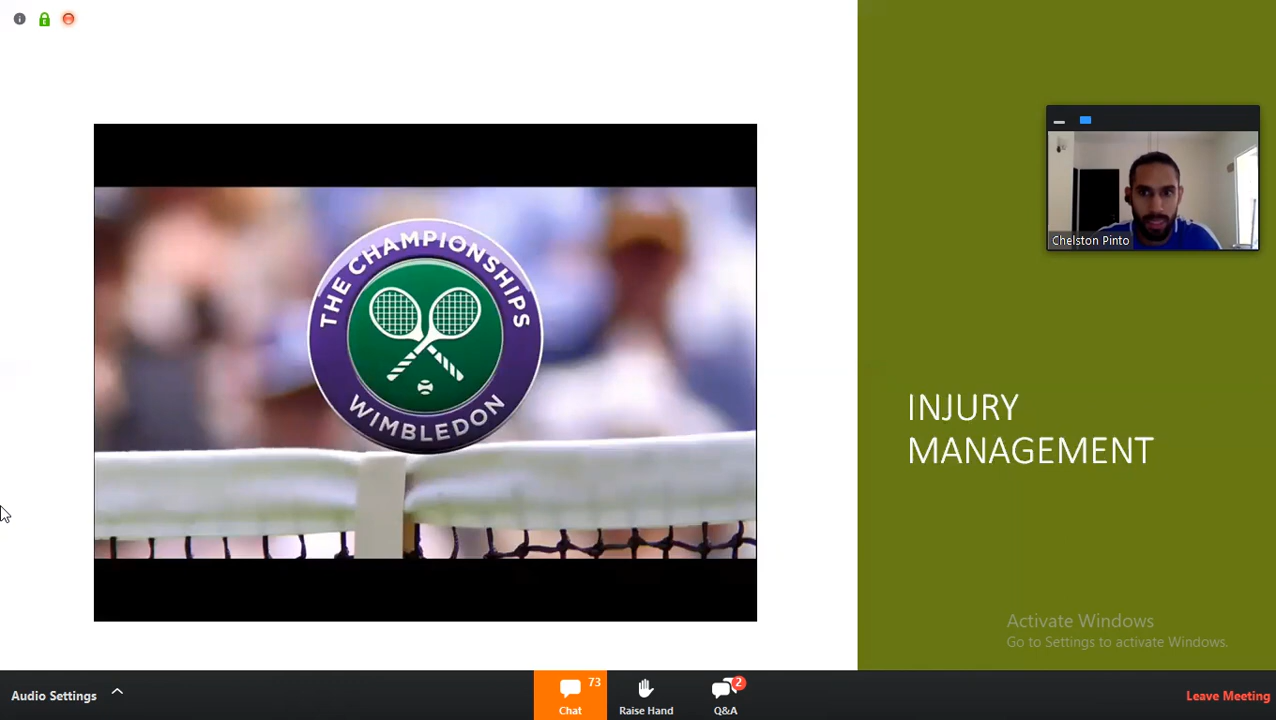 THE CHAMPIONSHIPS
WIMBLEDON
Chelston Pinto
INJURY
MANAGEMENT
Activate Windows
Go to Settings to activate Windows.
Audio Settings
73
Chat
Raise Hand
2
Q&A
Leave Meeting